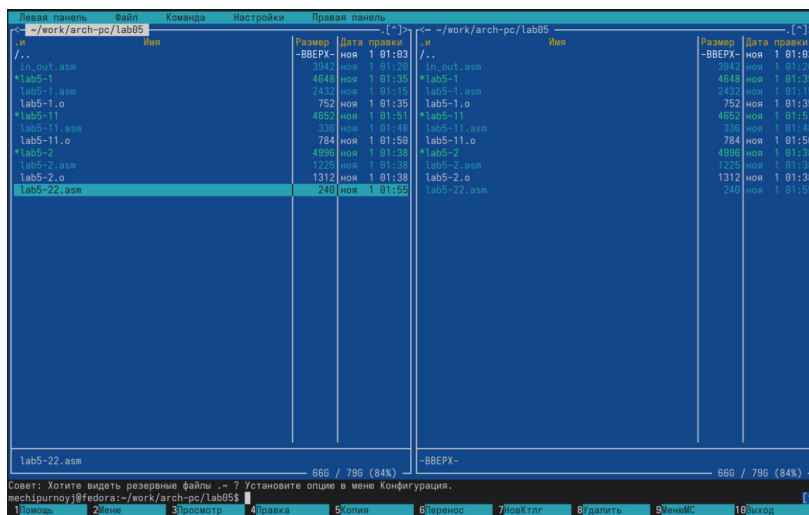 Левая панель Файл Команда Настройки Правая панель
<- ~/work/arch-pc/lab05 .[^]> <- ~/work/arch-pc/lab05 .[^]
.и Имя Размер Дата правки .и Имя Размер Дата правки
/.. -ВВЕРХ- ноя 1 01:03 /.. -ВВЕРХ- ноя 1 01:0
in_out.asm 3942 ноя 1 01:20 in_out.asm 3942 ноя 1 01:2
*lab5-1 4648 ноя 1 01:35 *lab5-1 4648 ноя 1 01:3
lab5-1.asm 2432 ноя 1 01:15 lab5-1.asm 2432 ноя 1 01:1
lab5-1.o 752 ноя 1 01:35 lab5-1.o 752 ноя 1 01:3
*lab5-11 4652 ноя 1 01:51 *lab5-11 4652 ноя 1 01:5
lab5-11.asm 336 ноя 1 01:48 lab5-11.asm 336 ноя 1 01:4
lab5-11.o 784 ноя 1 01:50 lab5-11.o 784 ноя 1 01:5
*lab5-2 4996 ноя 1 01:38 *lab5-2 4996 ноя 1 01:3
lab5-2.asm 1225 ноя 1 01:38 lab5-2.asm 1225 ноя 1 01:3
lab5-2.o 1312 ноя 1 01:38 lab5-2.o 1312 ноя 1 01:3
lab5-22.asm 240 ноя 1 01:55 lab5-22.asm 240 ноя 1 01:5
lab5-22.asm -ВВЕРХ-
66G / 79G (84%) 66G / 79G (84%)
Совет: Хотите видеть резервные файлы .~ ? Установите опцию в меню Конфигурация.
mechipurnoyj@fedora:~/work/arch-pc/lab05$ [
1Помощь 2Меню 3Просмотр 4Правка 5Копия 6Перенос 7НовКтлг 8Удалить 9МенюМС 10Выход